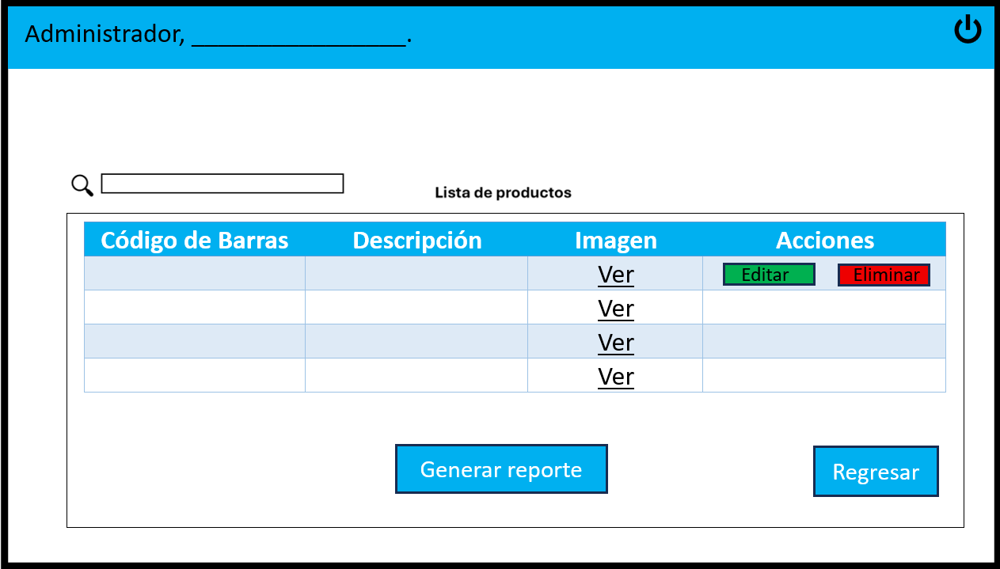 Administrador, _________________.
Lista de productos
Código de Barras Descripción Imagen Acciones
Ver Editar Eliminar
Ver
Ver
Ver
Generar reporte
Regresar